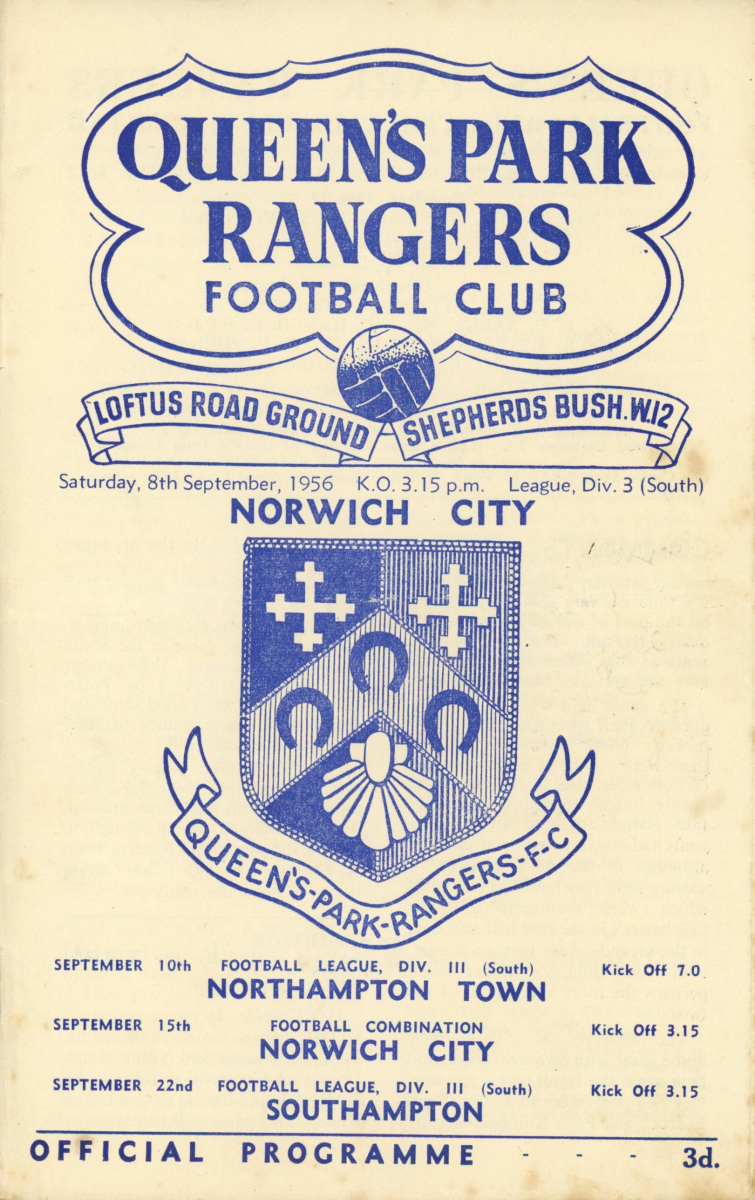 QUEEN'S PARK
RANGERS
FOOTBALL CLUB
LOFTUS ROAD GROUND SHEPHERDS BUSH.W.12
Saturday, 8th September, 1956 K.O. 3.15 p.m. League, Div. 3 (South)
NORWICH CITY
QUEEN'S-PARK-RANGERS-F-C
SEPTEMBER 10th FOOTBALL LEAGUE, DIV. III (South) Kick Off 7.0
NORTHAMPTON TOWN
SEPTEMBER 15th FOOTBALL COMBINATION Kick Off 3.15
NORWICH CITY
SEPTEMBER 22nd FOOTBALL LEAGUE, DIV. III (South) Kick Off 3.15
SOUTHAMPTON
OFFICIAL PROGRAMME - - - 3d.